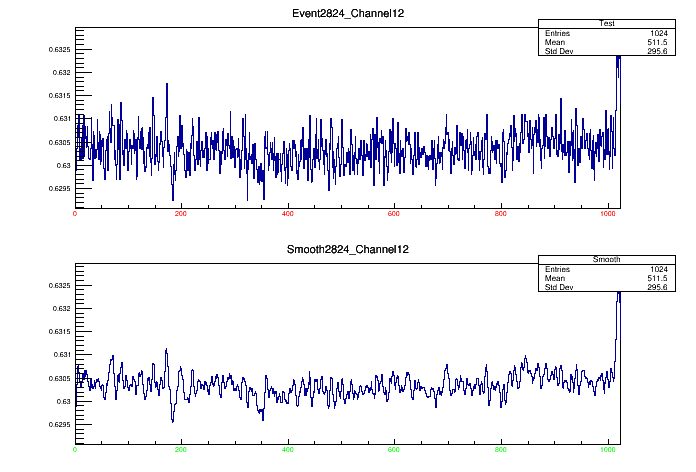 Event2824_Channel12
Test
Entries 1024
Mean 511.5
Std Dev 295.6
0.6325
0.632
0.6315
0.631
0.6305
0.63
0.6295
0 200 400 600 800 1000
Smooth2824_Channel12
Smooth
Entries 1024
Mean 511.5
Std Dev 295.6
0.6325
0.632
0.6315
0.631
0.6305
0.63
0.6295
0 200 400 600 800 1000